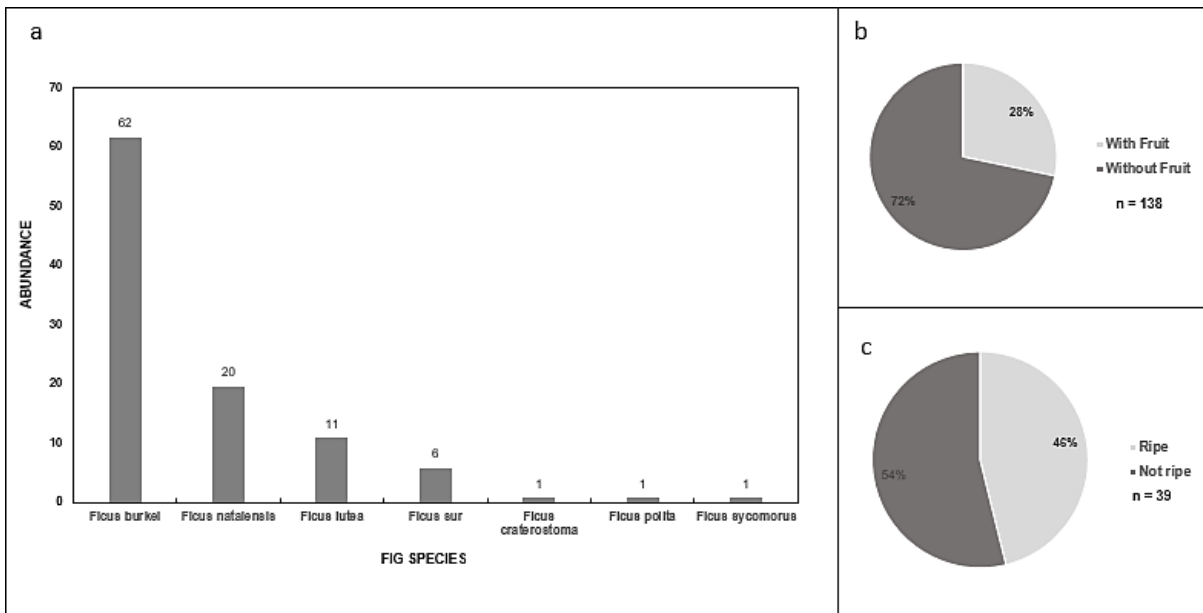 a
70
60
50
40
30
20
10
0
ABUNDANCE
62
20
11
6
1
1
1
Ficus burkei
Ficus natalensis
Ficus lutea
Ficus sur
Ficus
craterostoma
Ficus polita
Ficus sycomorus
FIG SPECIES
b
28%
72%
With Fruit
Without Fruit
n = 138
c
46%
54%
Ripe
Not ripe
n = 39